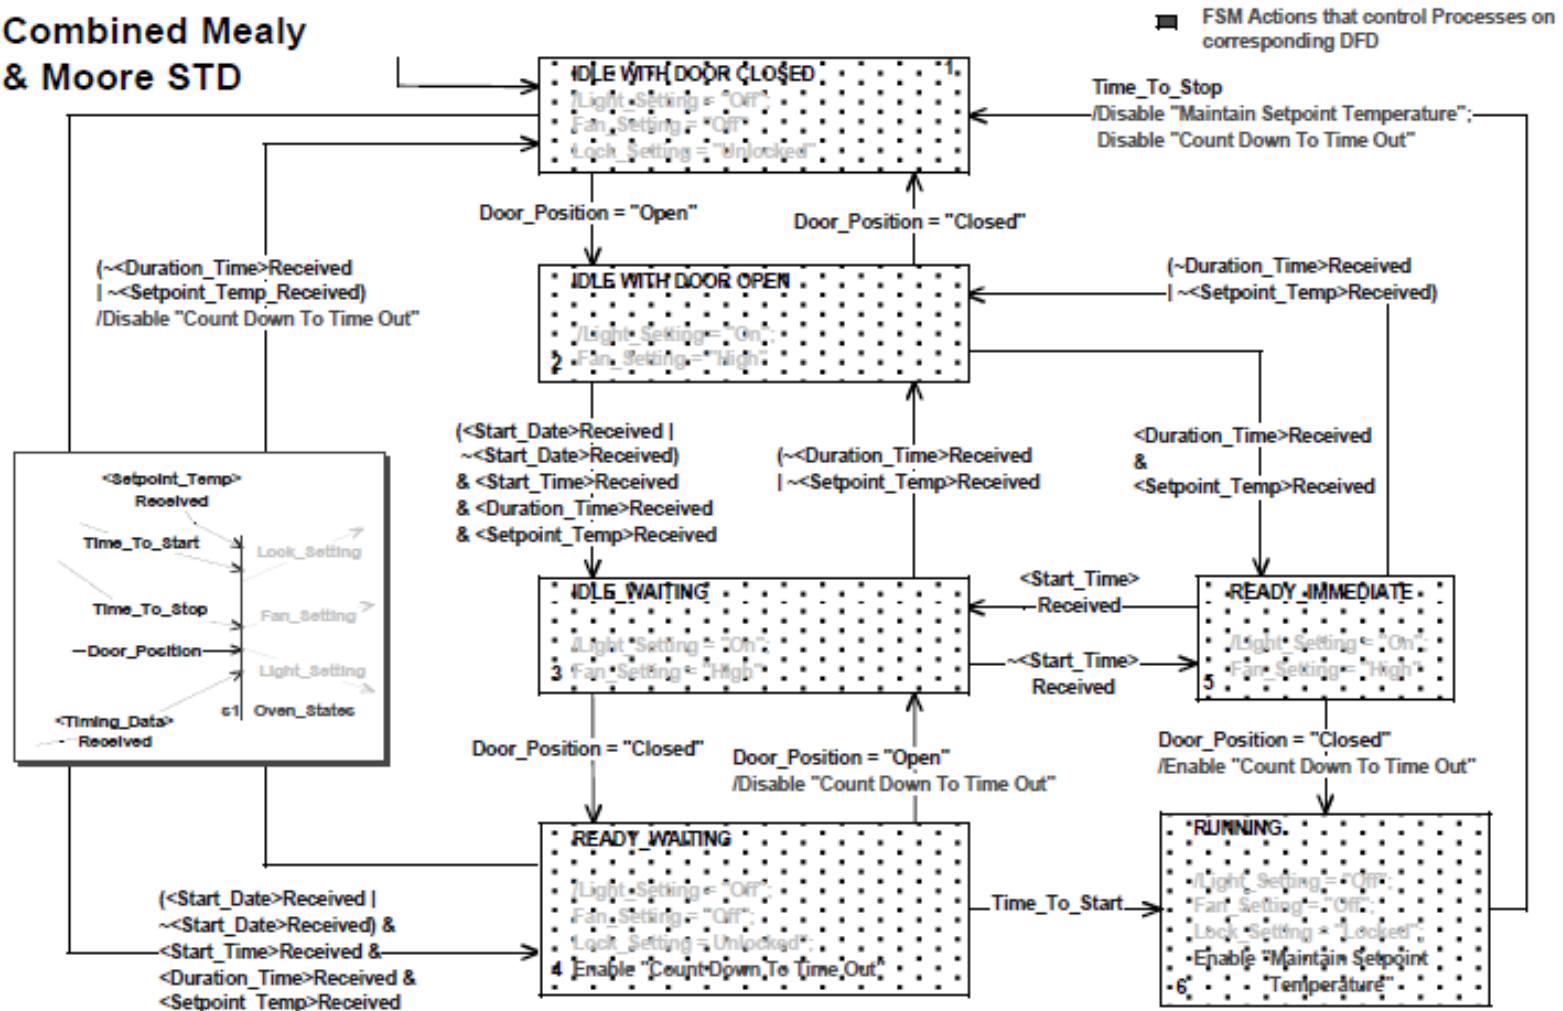 Combined Mealy
& Moore STD
FSM Actions that control Processes on
corresponding DFD
IDLE WITH DOOR CLOSED
1
/Light_Setting = "Off";
Fan_Setting = "Off"
Lock_Setting = "Unlocked"
Time_To_Stop
/Disable "Maintain Setpoint Temperature";
Disable "Count Down To Time Out"
Door_Position = "Open"
Door_Position = "Closed"
(~<Duration_Time>Received
| ~<Setpoint_Temp_Received)
/Disable "Count Down To Time Out"
IDLE WITH DOOR OPEN
/Light_Setting = "On";
2 Fan_Setting = "High"
(~Duration_Time>Received
| ~<Setpoint_Temp>Received)
(<Start_Date>Received |
~<Start_Date>Received)
& <Start_Time>Received
& <Duration_Time>Received
& <Setpoint_Temp>Received
(~<Duration_Time>Received
| ~<Setpoint_Temp>Received
<Duration_Time>Received
&
<Setpoint_Temp>Received
<Setpoint_Temp>
Received
Time_To_Start
Look_Setting
Time_To_Stop
Fan_Setting
Door_Position
Light_Setting
s1 Oven_States
<Timing_Data>
Received
IDLE_WAITING
/Light_Setting = "On";
3 Fan_Setting = "High"
<Start_Time>
Received
~<Start_Time>
Received
READY_IMMEDIATE
/Light_Setting = "On";
Fan_Setting = "High"
5
Door_Position = "Closed"
Door_Position = "Open"
/Disable "Count Down To Time Out"
Door_Position = "Closed"
/Enable "Count Down To Time Out"
READY_WAITING
/Light_Setting = "Off";
Fan_Setting = "Off";
Lock_Setting = Unlocked";
4 Enable "Count Down To Time Out"
Time_To_Start
RUNNING
/Light_Setting = "Off";
Fan_Setting = "Off";
Lock_Setting = "Locked";
Enable "Maintain Setpoint
6 Temperature"
(<Start_Date>Received |
~<Start_Date>Received) &
<Start_Time>Received &
<Duration_Time>Received &
<Setpoint_Temp>Received